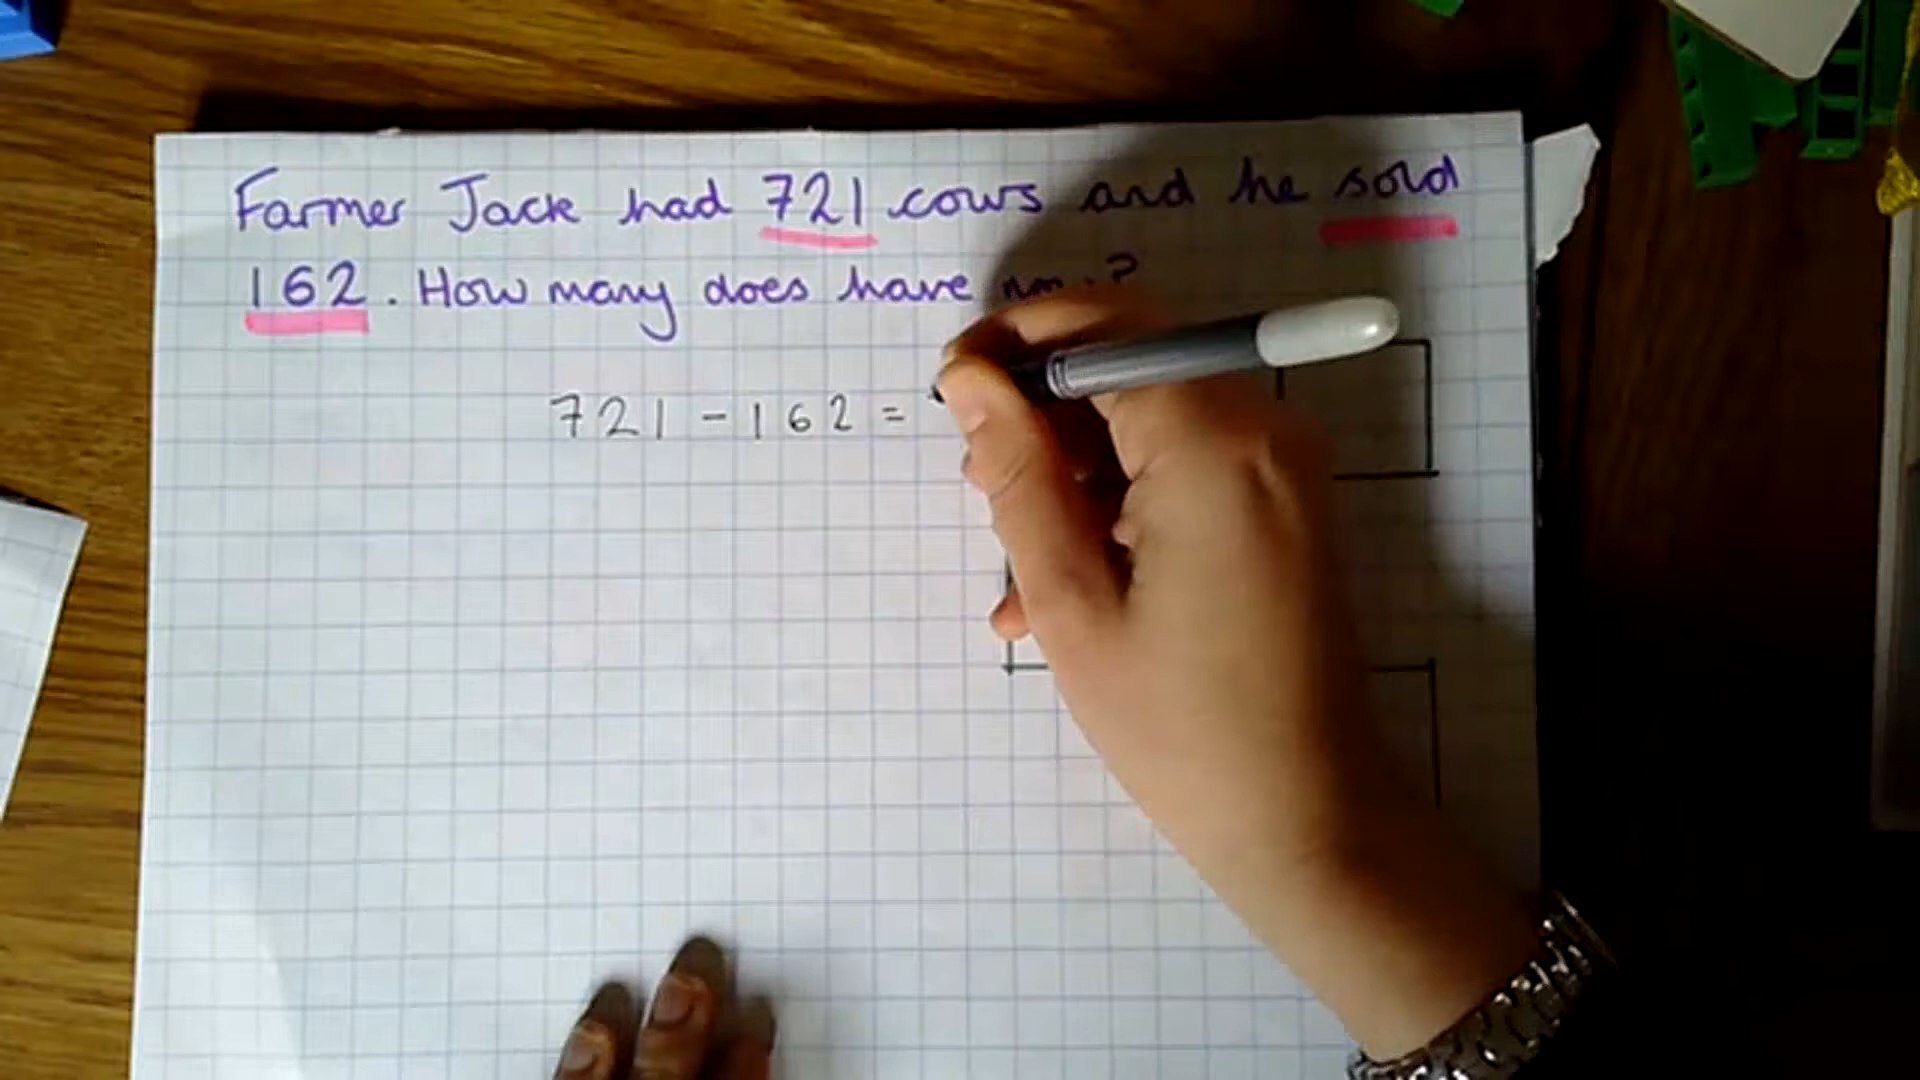 Farmer Jack had 721 cows and he sold
162. How many does have ?
721 - 162 =